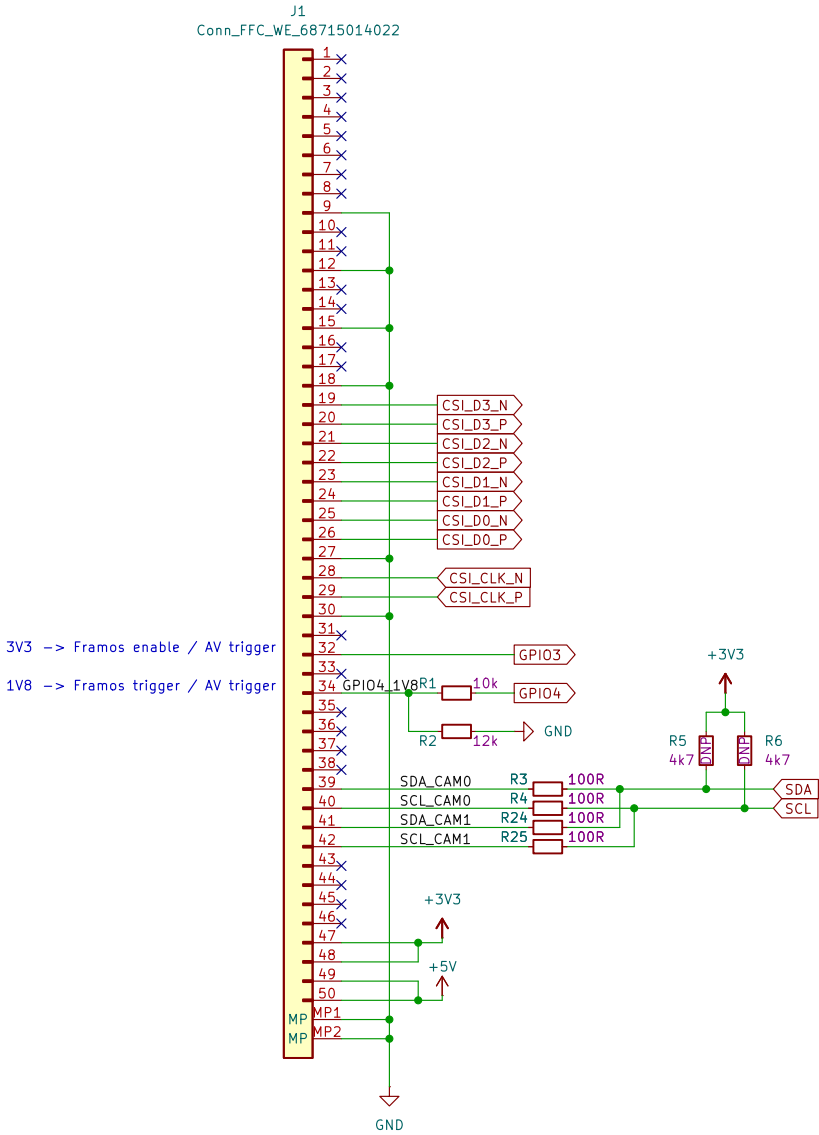 J1
Conn_FFC_WE_68715014022
1
2
3
4
5
6
7
8
9
10
11
12
13
14
15
16
17
18
19 CSI_D3_N
20 CSI_D3_P
21 CSI_D2_N
22 CSI_D2_P
23 CSI_D1_N
24 CSI_D1_P
25 CSI_D0_N
26 CSI_D0_P
27
28 CSI_CLK_N
29 CSI_CLK_P
30
31
3V3 -> Framos enable / AV trigger 32 GPIO3
+3V3
33
1V8 -> Framos trigger / AV trigger 34 GPIO4_1V8 R1 10k GPIO4
35
36 GND
R2 12k
R5 DNP 4k7
R6 DNP 4k7
37
38
39 SDA_CAM0 R3 100R SDA
40 SCL_CAM0 R4 100R SCL
41 SDA_CAM1 R24 100R
42 SCL_CAM1 R25 100R
43
44
45
+3V3
46
47
48
+5V
49
50
MP MP1
MP MP2
GND